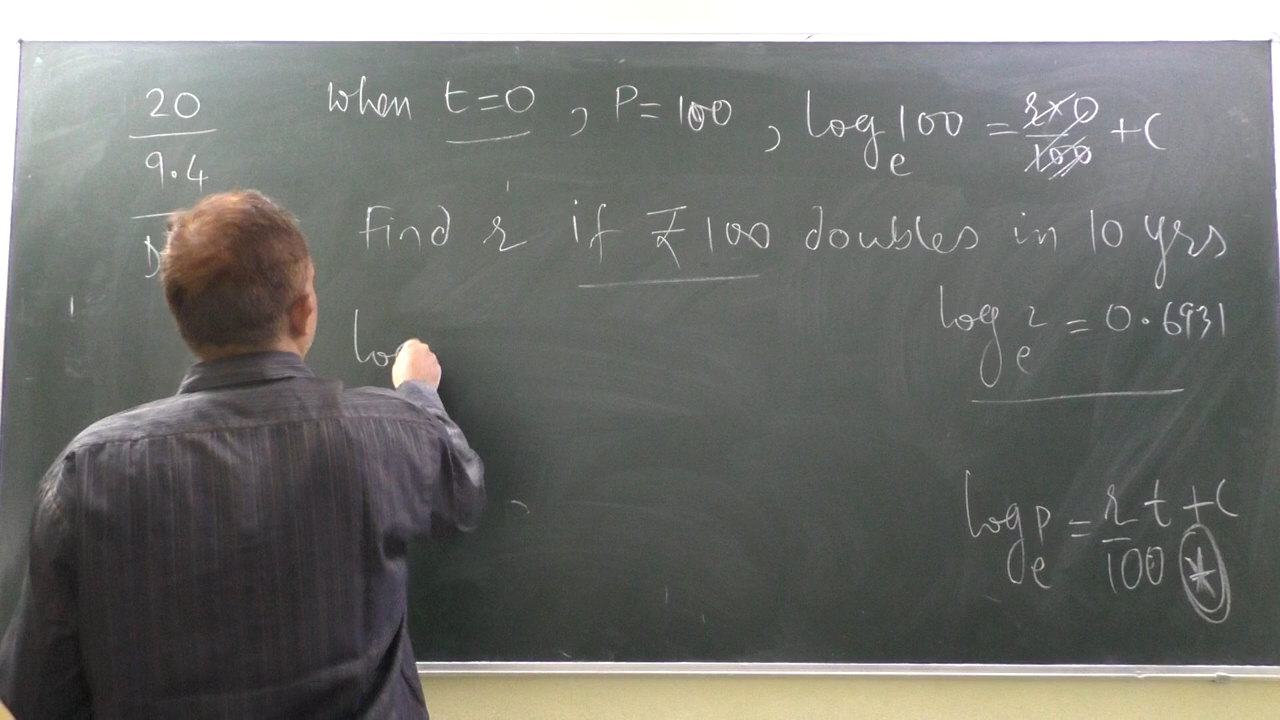 20
9.4
when t=0, P=100, log_e 100 = r×0/100 + C
Find r if ₹100 doubles in 10 yrs
log_e 2 = 0.6931
lo
log_e P = r/100 t + C
*